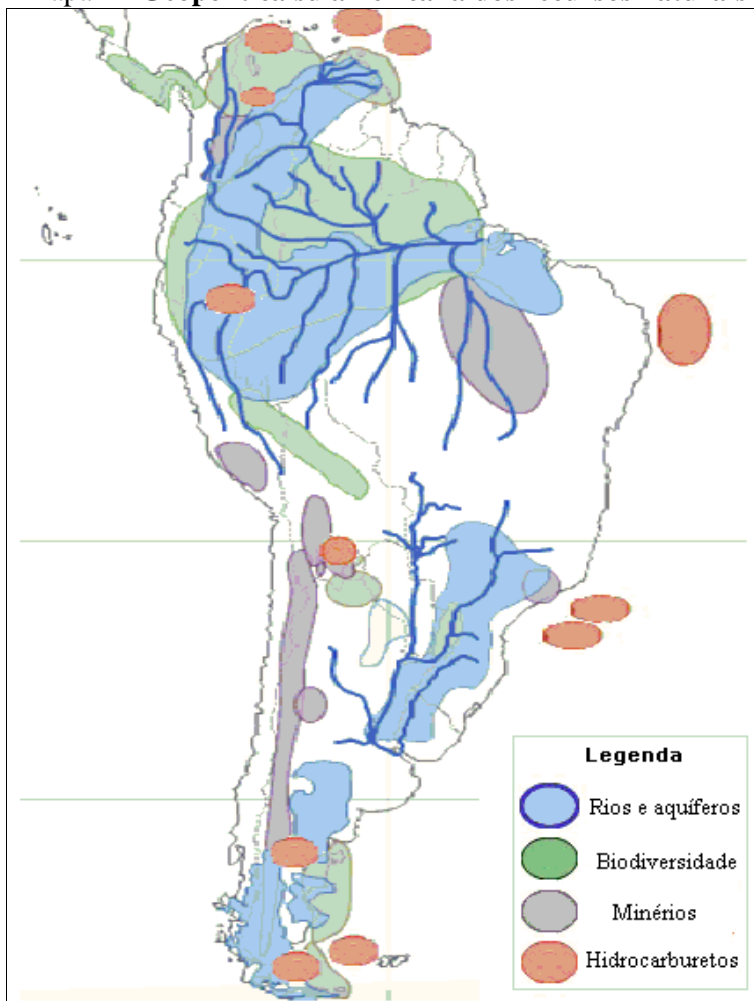 Legenda
Rios e aquíferos
Biodiversidade
Minérios
Hidrocarburetos